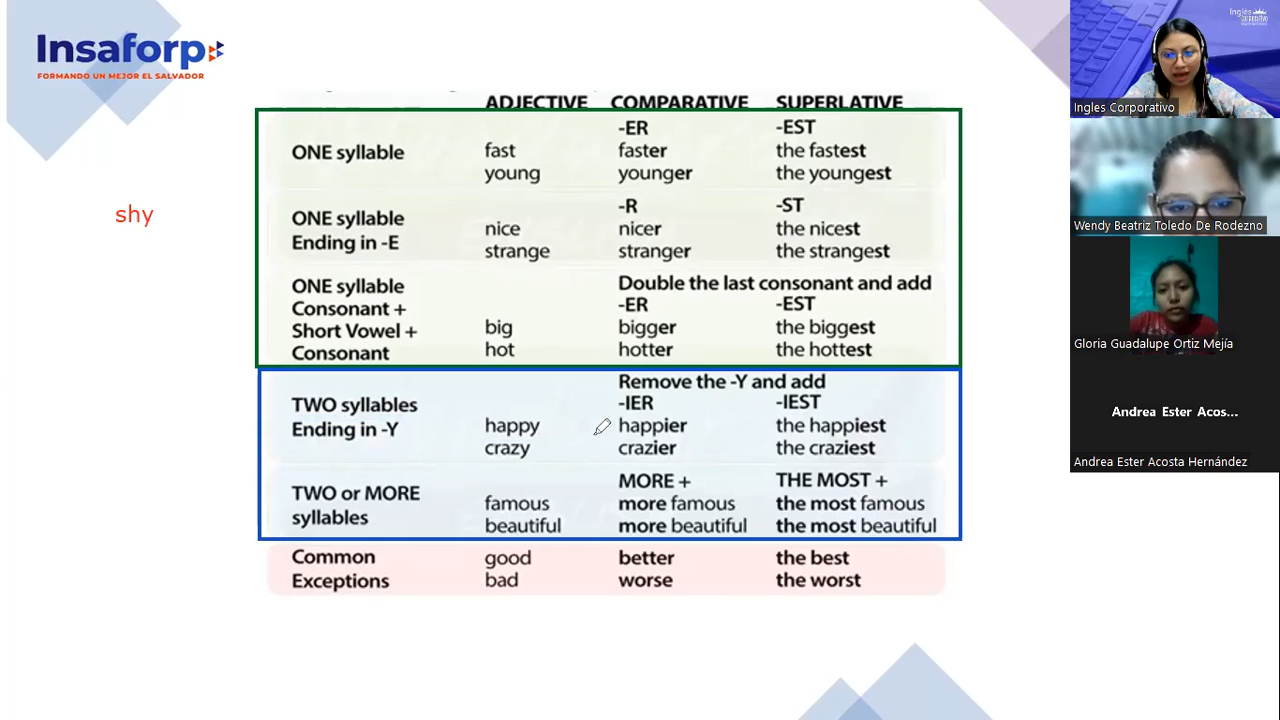 Insaforp
FORMANDO UN MEJOR EL SALVADOR
shy
ADJECTIVE COMPARATIVE SUPERLATIVE
-ER -EST
ONE syllable fast faster the fastest
young younger the youngest
-R -ST
ONE syllable nice nicer the nicest
Ending in -E strange stranger the strangest
ONE syllable Double the last consonant and add
Consonant + -ER -EST
Short Vowel + big bigger the biggest
Consonant hot hotter the hottest
Remove the -Y and add
TWO syllables -IER -IEST
Ending in -Y happy happier the happiest
crazy crazier the craziest
MORE + THE MOST +
TWO or MORE famous more famous the most famous
syllables beautiful more beautiful the most beautiful
Common good better the best
Exceptions bad worse the worst
Inglés
Ingles Corporativo
Wendy Beatriz Toledo De Rodezno
Gloria Guadalupe Ortiz Mejía
Andrea Ester Acos...
Andrea Ester Acosta Hernández